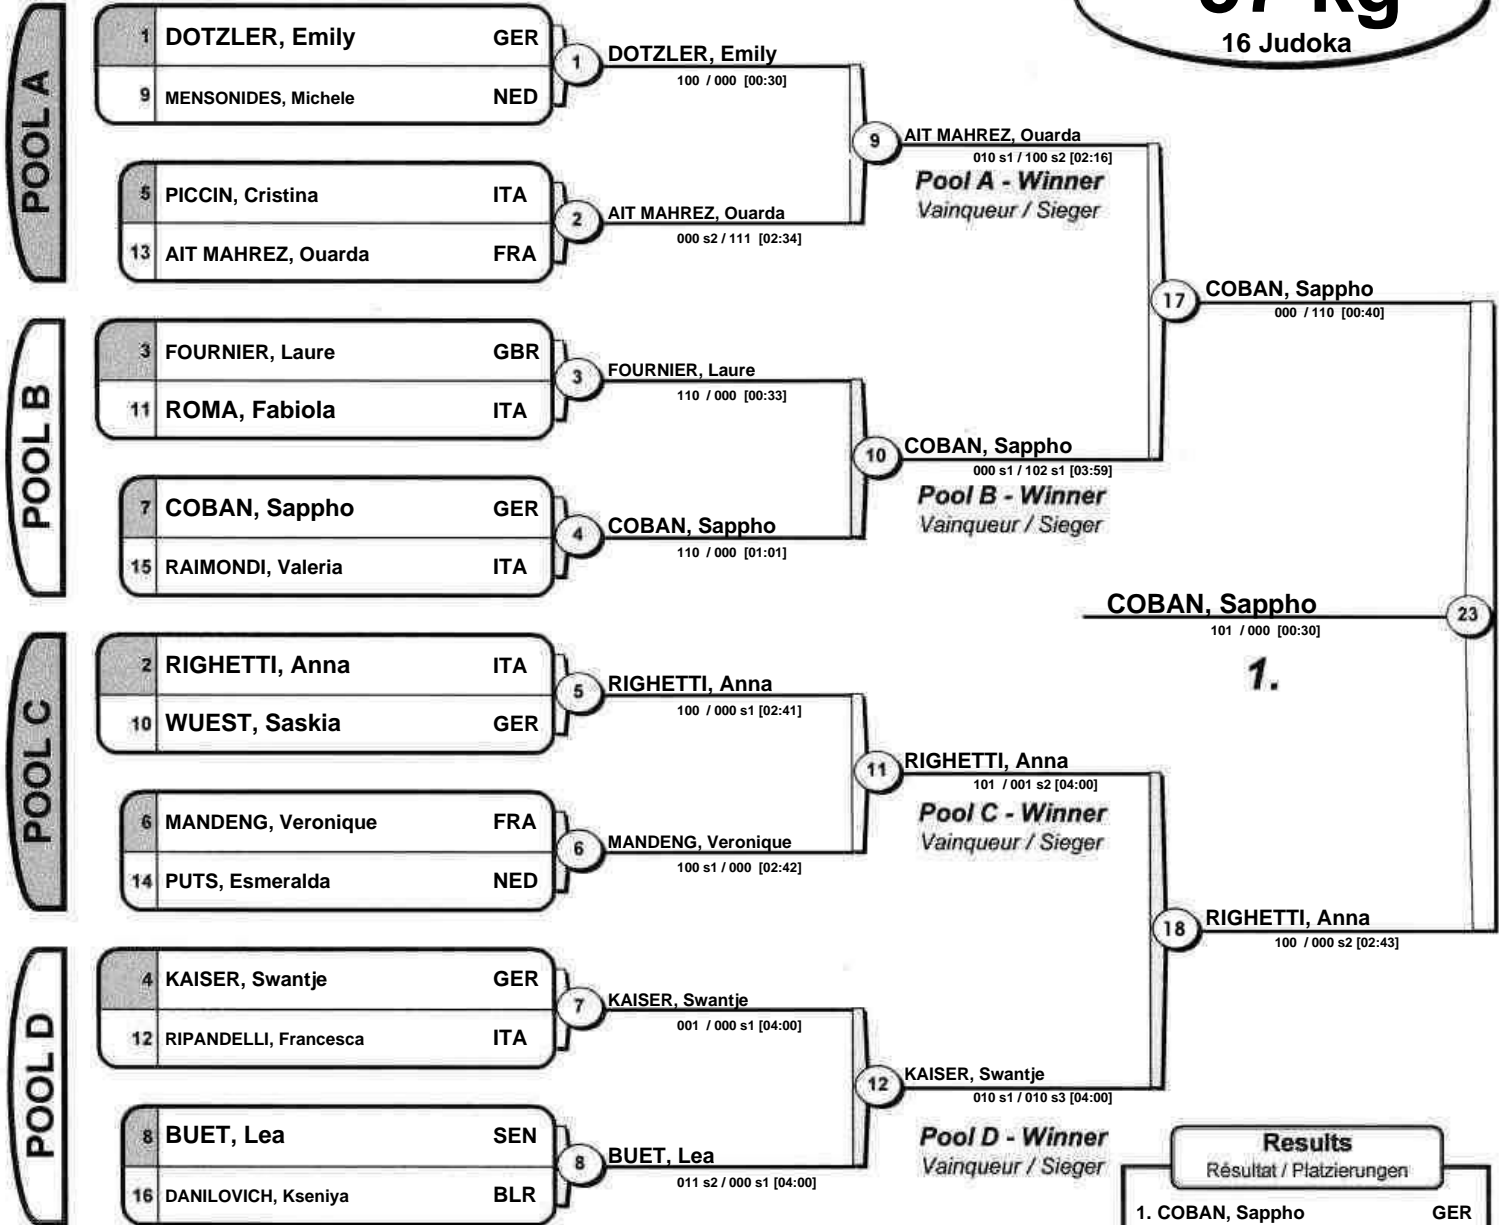 -57 kg
16 Judoka
POOL A
1 DOTZLER, Emily GER
9 MENSONIDES, Michele NED
5 PICCIN, Cristina ITA
13 AIT MAHREZ, Ouarda FRA
1 DOTZLER, Emily
100 / 000 [00:30]
2 AIT MAHREZ, Ouarda
000 s2 / 111 [02:34]
9 AIT MAHREZ, Ouarda
010 s1 / 100 s2 [02:16]
Pool A - Winner
Vainqueur / Sieger
POOL B
3 FOURNIER, Laure GBR
11 ROMA, Fabiola ITA
7 COBAN, Sappho GER
15 RAIMONDI, Valeria ITA
3 FOURNIER, Laure
110 / 000 [00:33]
4 COBAN, Sappho
110 / 000 [01:01]
10 COBAN, Sappho
000 s1 / 102 s1 [03:59]
Pool B - Winner
Vainqueur / Sieger
17 COBAN, Sappho
000 / 110 [00:40]
COBAN, Sappho 23
101 / 000 [00:30]
1.
POOL C
2 RIGHETTI, Anna ITA
10 WUEST, Saskia GER
6 MANDENG, Veronique FRA
14 PUTS, Esmeralda NED
5 RIGHETTI, Anna
100 / 000 s1 [02:41]
6 MANDENG, Veronique
100 s1 / 000 [02:42]
11 RIGHETTI, Anna
101 / 001 s2 [04:00]
Pool C - Winner
Vainqueur / Sieger
POOL D
4 KAISER, Swantje GER
12 RIPANDELLI, Francesca ITA
8 BUET, Lea SEN
16 DANILOVICH, Kseniya BLR
7 KAISER, Swantje
001 / 000 s1 [04:00]
8 BUET, Lea
011 s2 / 000 s1 [04:00]
12 KAISER, Swantje
010 s1 / 010 s3 [04:00]
Pool D - Winner
Vainqueur / Sieger
18 RIGHETTI, Anna
100 / 000 s2 [02:43]
Results
Résultat / Platzierungen
1. COBAN, Sappho GER